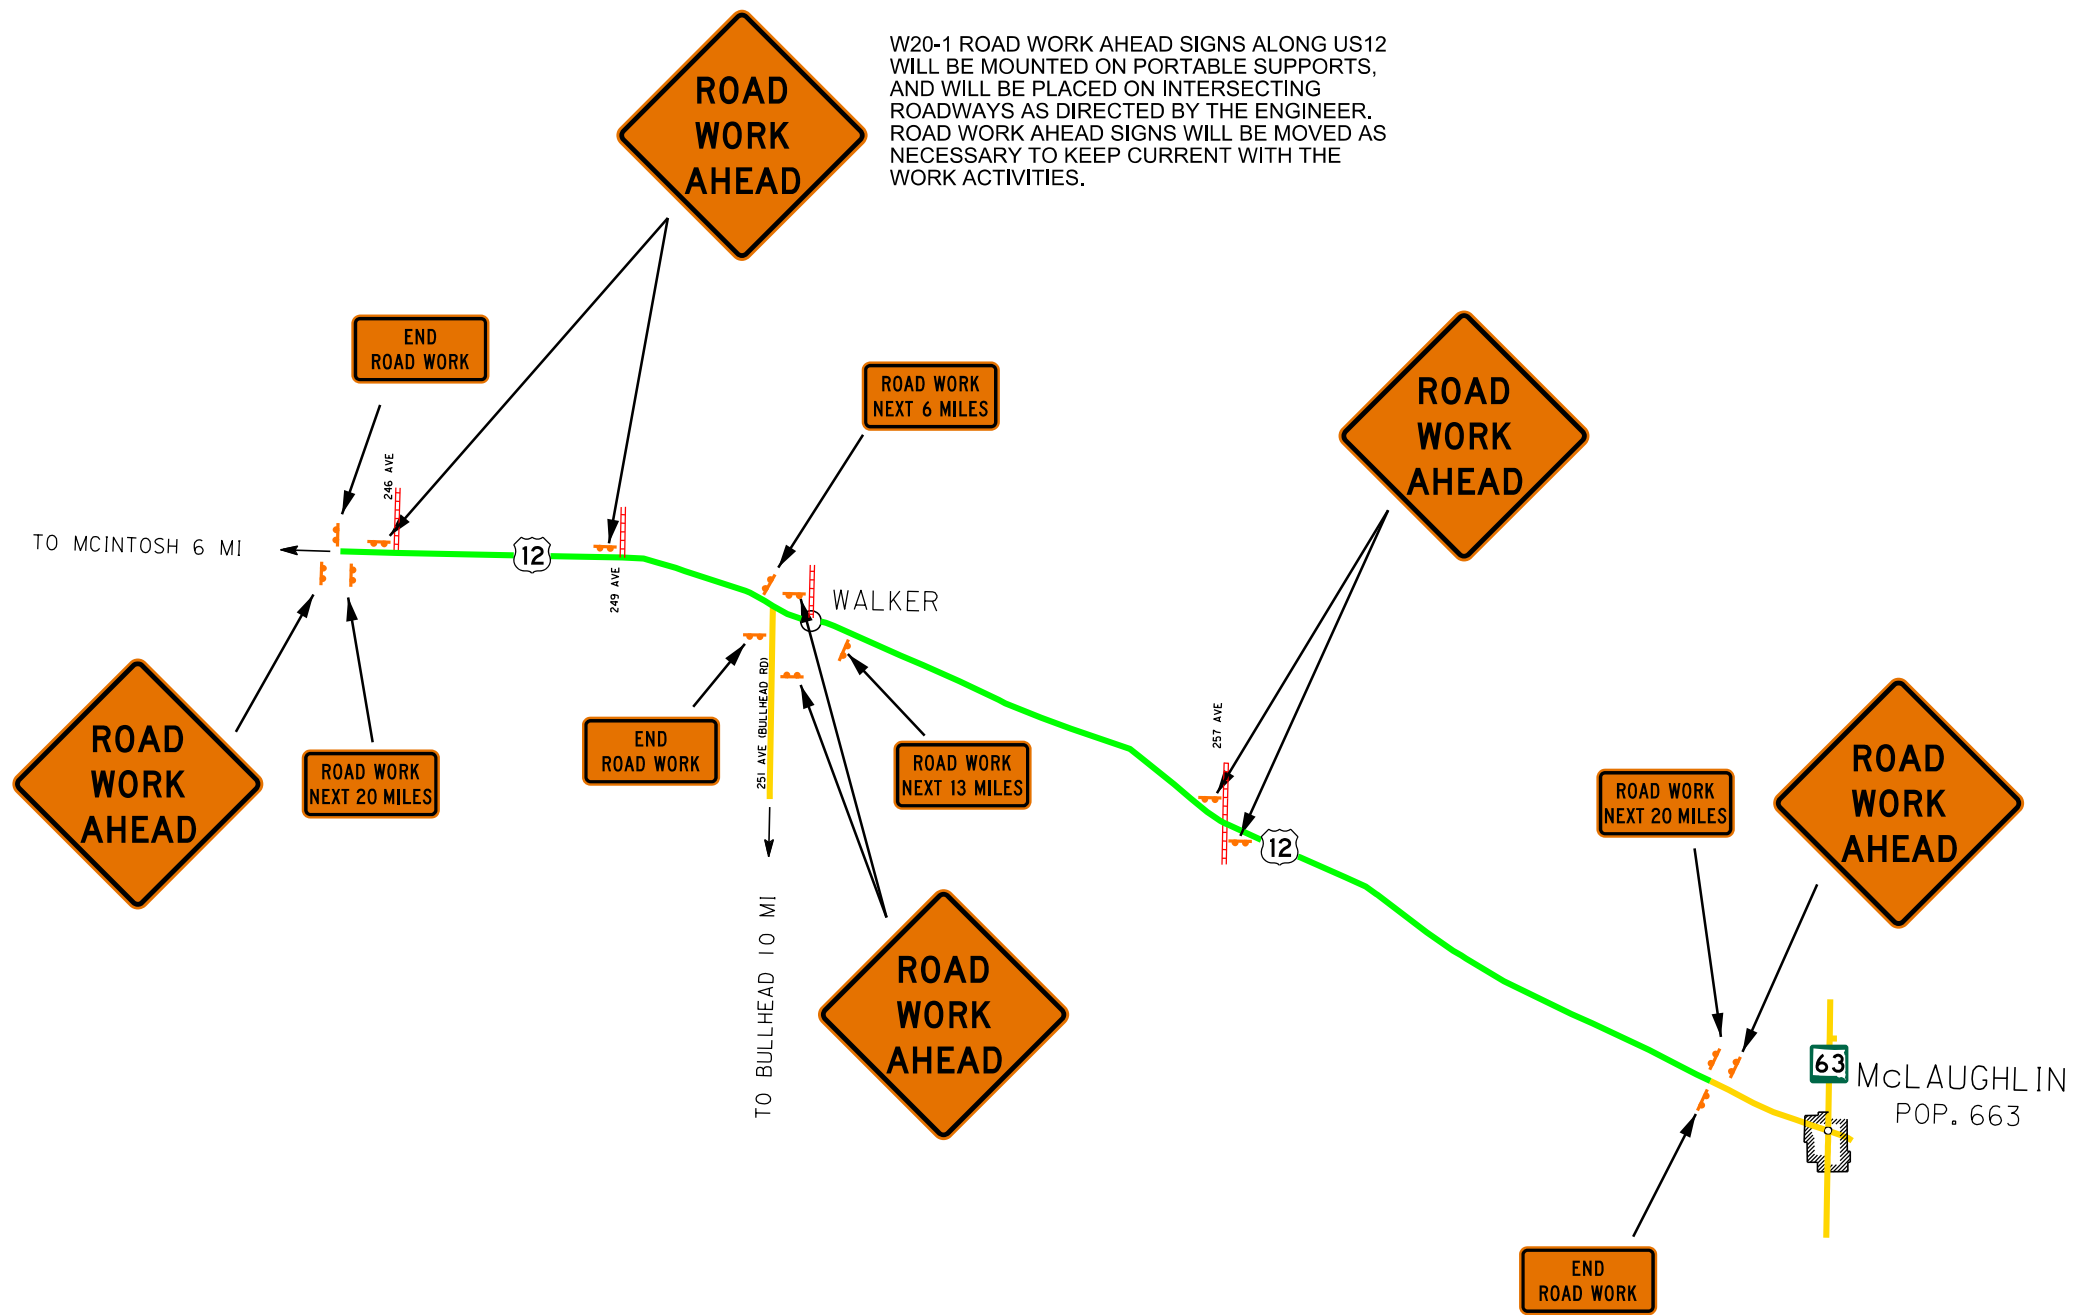 ROAD
WORK
AHEAD
W20-1 ROAD WORK AHEAD SIGNS ALONG US12
WILL BE MOUNTED ON PORTABLE SUPPORTS,
AND WILL BE PLACED ON INTERSECTING
ROADWAYS AS DIRECTED BY THE ENGINEER.
ROAD WORK AHEAD SIGNS WILL BE MOVED AS
NECESSARY TO KEEP CURRENT WITH THE
WORK ACTIVITIES.
END
ROAD WORK
ROAD WORK
NEXT 6 MILES
ROAD
WORK
AHEAD
246 AVE
TO MCINTOSH 6 MI
12
249 AVE
WALKER
251 AVE (BULLHEAD RD)
END
ROAD WORK
ROAD WORK
NEXT 13 MILES
257 AVE
12
ROAD
WORK
AHEAD
ROAD WORK
NEXT 20 MILES
ROAD WORK
NEXT 20 MILES
ROAD
WORK
AHEAD
TO BULLHEAD 10 MI
ROAD
WORK
AHEAD
63
McLAUGHLIN
POP. 663
END
ROAD WORK